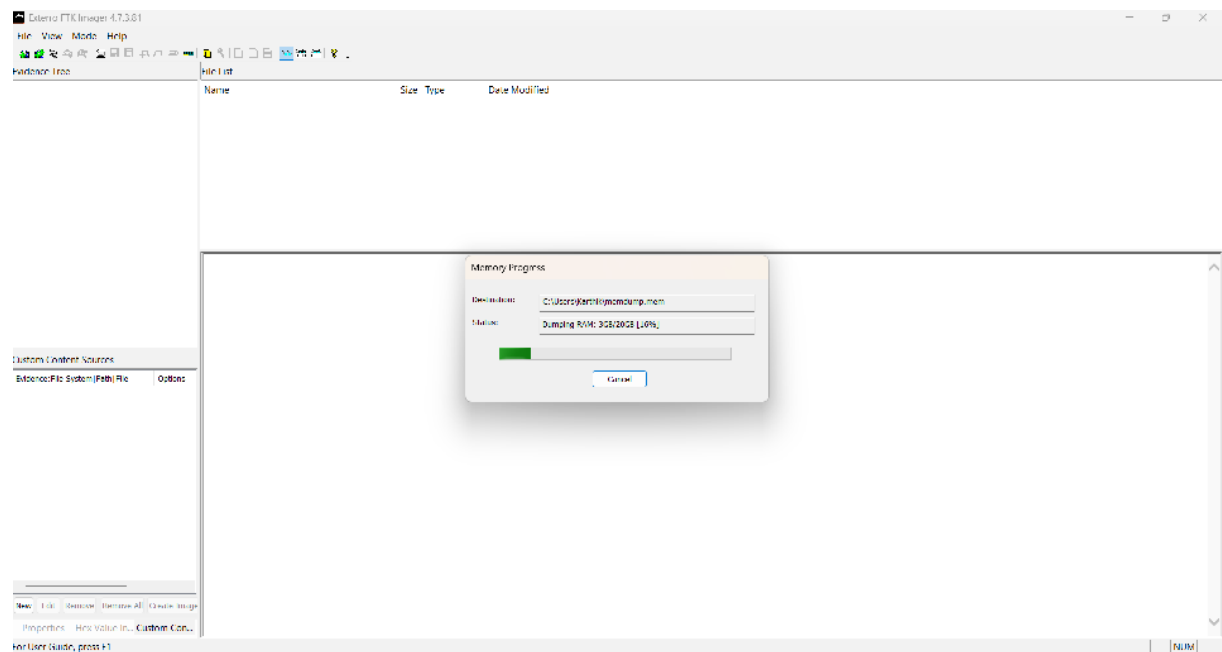 Exterro FTK Imager 4.7.3.81
File View Mode Help
Evidence Tree
File List
Name Size Type Date Modified
Memory Progress
Destination: C:\Users\Karthik\memdump.mem
Status: Dumping RAM: 3GB/20GB [16%]
Cancel
Custom Content Sources
Evidence:File System|Path|File Options
New Edit Remove Remove All Create Image
Properties Hex Value In... Custom Con...
For User Guide, press F1
NUM